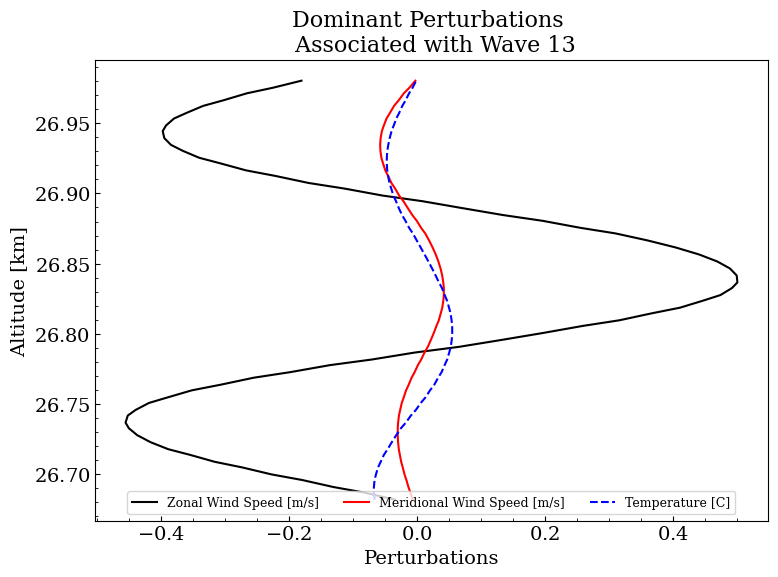 Dominant Perturbations
Associated with Wave 13
Altitude [km]
26.95
26.90
26.85
26.80
26.75
26.70
Zonal Wind Speed [m/s] Meridional Wind Speed [m/s] Temperature [C]
−0.4 −0.2 0.0 0.2 0.4
Perturbations